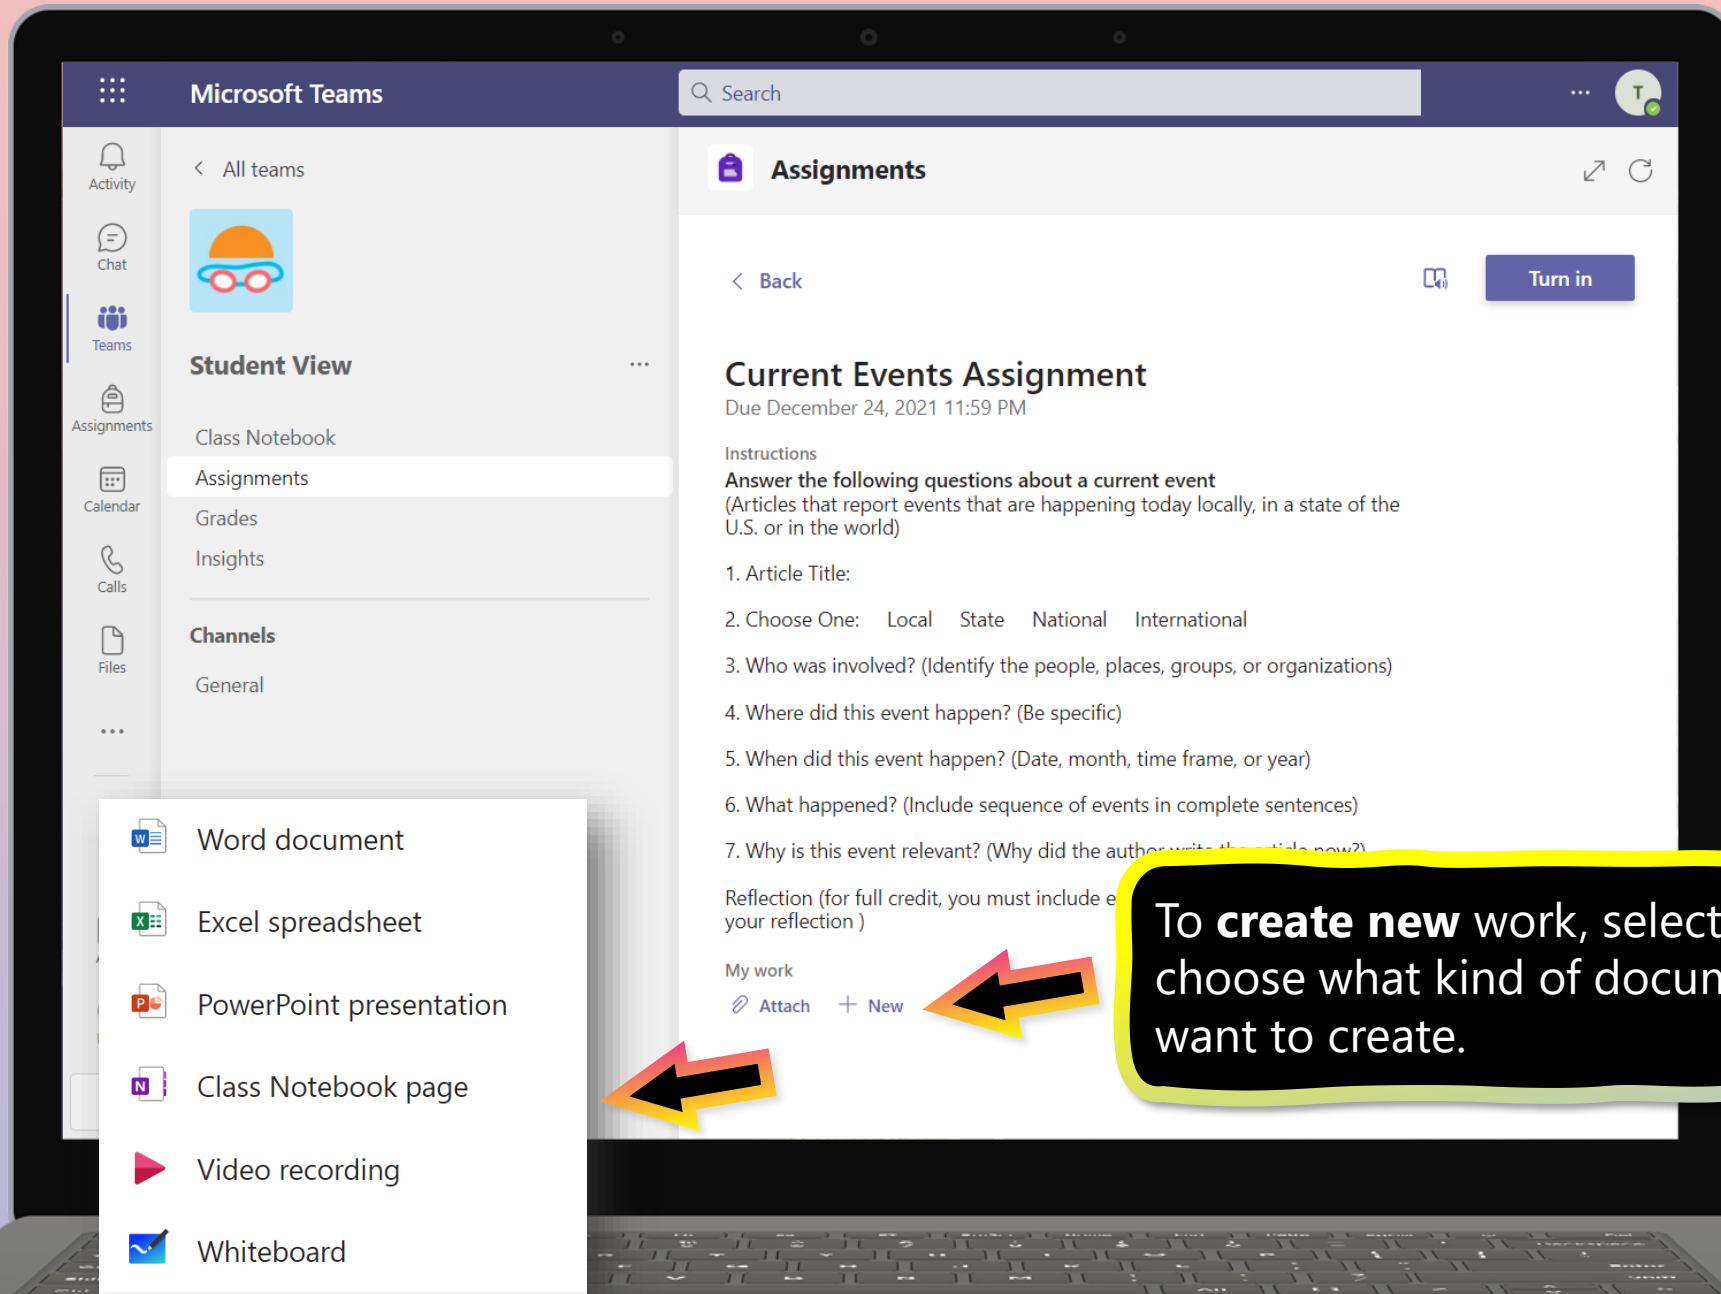 Microsoft Teams
Search
T
Activity
Chat
Teams
Assignments
Calendar
Calls
Files
All teams
Student View
Class Notebook
Assignments
Grades
Insights
Channels
General
Assignments
Back
Turn in
Current Events Assignment
Due December 24, 2021 11:59 PM
Instructions
Answer the following questions about a current event
(Articles that report events that are happening today locally, in a state of the
U.S. or in the world)
1. Article Title:
2. Choose One: Local State National International
3. Who was involved? (Identify the people, places, groups, or organizations)
4. Where did this event happen? (Be specific)
5. When did this event happen? (Date, month, time frame, or year)
6. What happened? (Include sequence of events in complete sentences)
7. Why is this event relevant? (Why did the author write the article now?)
Reflection (for full credit, you must include
your reflection )
My work
Attach
New
To create new work, select
choose what kind of
want to create.
Word document
Excel spreadsheet
PowerPoint presentation
Class Notebook page
Video recording
Whiteboard